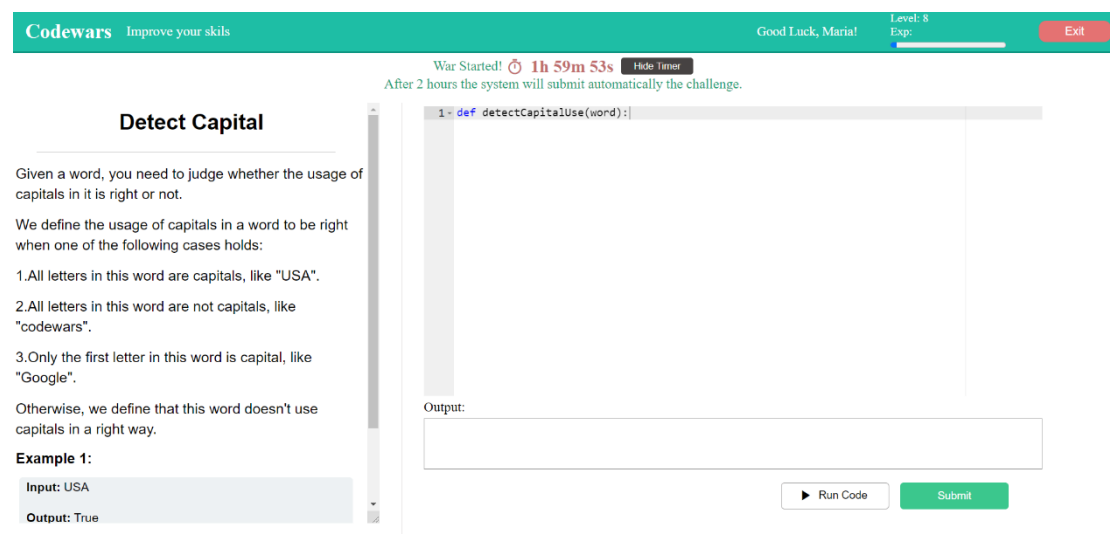 Codewars Improve your skils
Good Luck, Maria!
Level: 8
Exp:
Exit
War Started! 1h 59m 53s Hide Timer
After 2 hours the system will submit automatically the challenge.
Detect Capital
Given a word, you need to judge whether the usage of
capitals in it is right or not.
We define the usage of capitals in a word to be right
when one of the following cases holds:
1.All letters in this word are capitals, like "USA".
2.All letters in this word are not capitals, like
"codewars".
3.Only the first letter in this word is capital, like
"Google".
Otherwise, we define that this word doesn't use
capitals in a right way.
Example 1:
Input: USA
Output: True
1 def detectCapitalUse(word):
Output:
Run Code
Submit